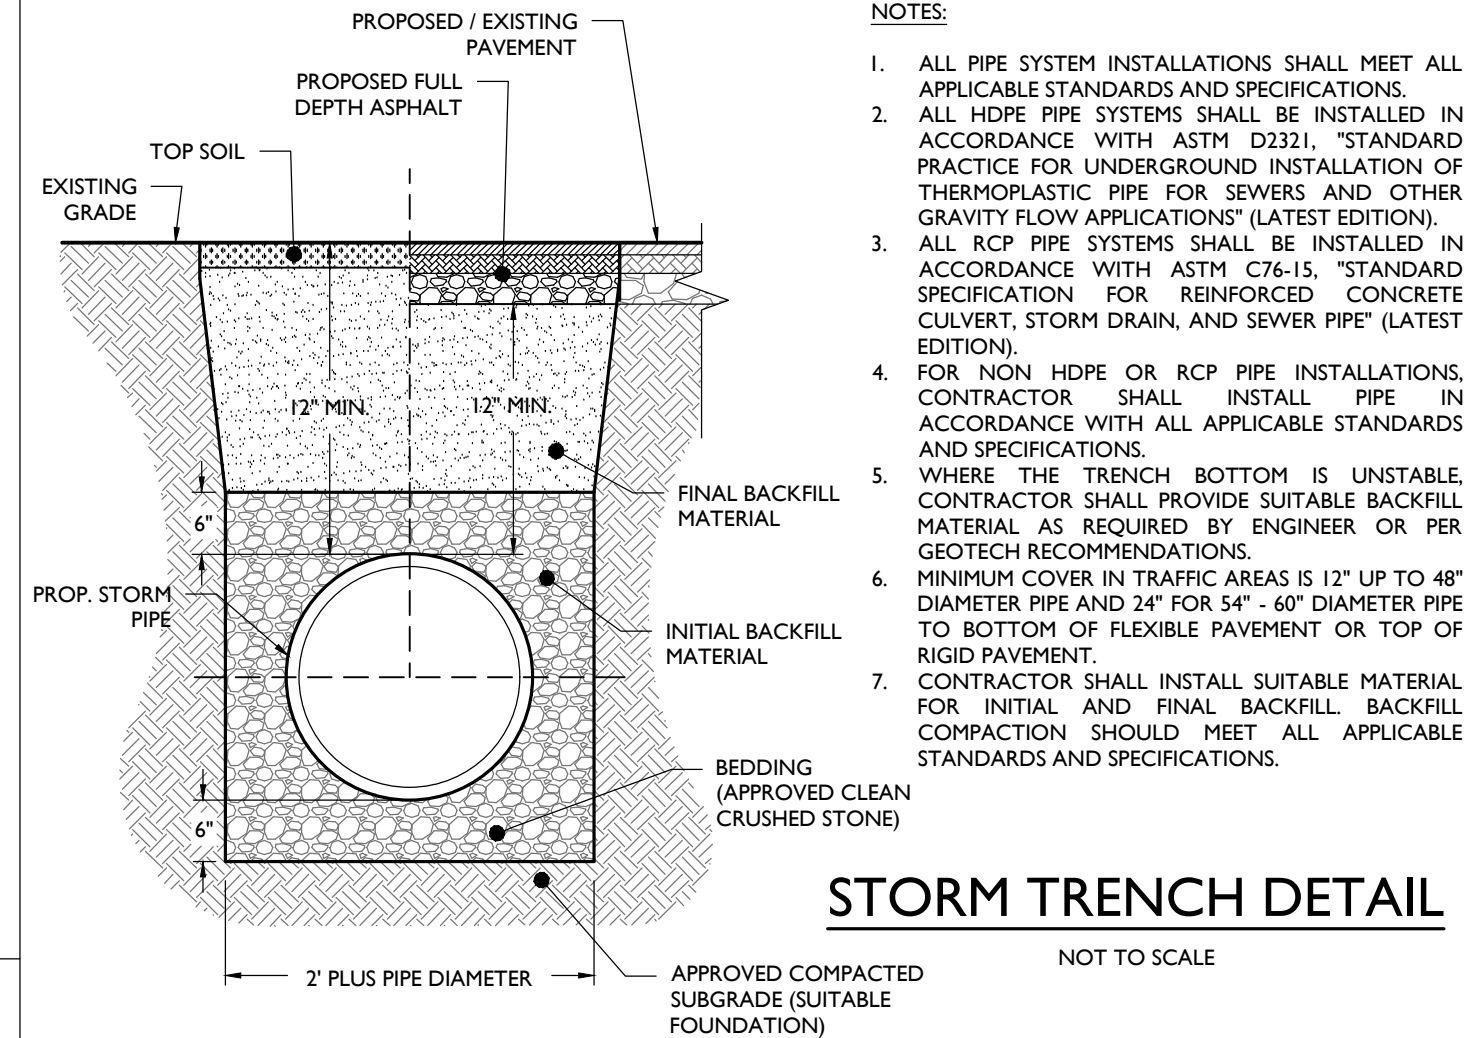 PROPOSED / EXISTING
PAVEMENT
PROPOSED FULL
DEPTH ASPHALT
TOP SOIL
EXISTING
GRADE
12" MIN.
12" MIN.
6"
FINAL BACKFILL
MATERIAL
PROP. STORM
PIPE
INITIAL BACKFILL
MATERIAL
BEDDING
(APPROVED CLEAN
CRUSHED STONE)
6"
2' PLUS PIPE DIAMETER
APPROVED COMPACTED
SUBGRADE (SUITABLE
FOUNDATION)
NOTES:
1. ALL PIPE SYSTEM INSTALLATIONS SHALL MEET ALL
APPLICABLE STANDARDS AND SPECIFICATIONS.
2. ALL HDPE PIPE SYSTEMS SHALL BE INSTALLED IN
ACCORDANCE WITH ASTM D2321, "STANDARD
PRACTICE FOR UNDERGROUND INSTALLATION OF
THERMOPLASTIC PIPE FOR SEWERS AND OTHER
GRAVITY FLOW APPLICATIONS" (LATEST EDITION).
3. ALL RCP PIPE SYSTEMS SHALL BE INSTALLED IN
ACCORDANCE WITH ASTM C76-15, "STANDARD
SPECIFICATION FOR REINFORCED CONCRETE
CULVERT, STORM DRAIN, AND SEWER PIPE" (LATEST
EDITION).
4. FOR NON HDPE OR RCP PIPE INSTALLATIONS,
CONTRACTOR SHALL INSTALL PIPE IN
ACCORDANCE WITH ALL APPLICABLE STANDARDS
AND SPECIFICATIONS.
5. WHERE THE TRENCH BOTTOM IS UNSTABLE,
CONTRACTOR SHALL PROVIDE SUITABLE BACKFILL
MATERIAL AS REQUIRED BY ENGINEER OR PER
GEOTECH RECOMMENDATIONS.
6. MINIMUM COVER IN TRAFFIC AREAS IS 12" UP TO 48"
DIAMETER PIPE AND 24" FOR 54" - 60" DIAMETER PIPE
TO BOTTOM OF FLEXIBLE PAVEMENT OR TOP OF
RIGID PAVEMENT.
7. CONTRACTOR SHALL INSTALL SUITABLE MATERIAL
FOR INITIAL AND FINAL BACKFILL. BACKFILL
COMPACTION SHOULD MEET ALL APPLICABLE
STANDARDS AND SPECIFICATIONS.
STORM TRENCH DETAIL
NOT TO SCALE